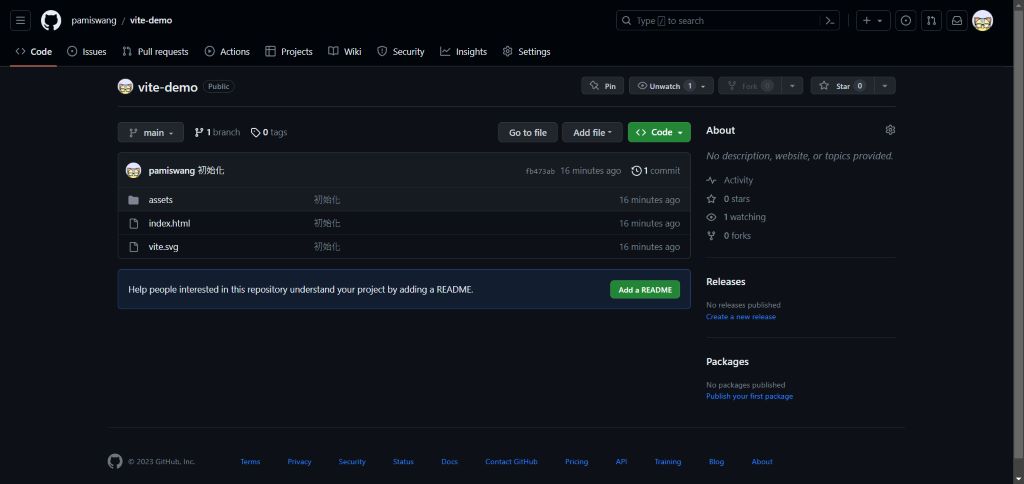 pamiswang / vite-demo
Type / to search
Code Issues Pull requests Actions Projects Wiki Security Insights Settings
vite-demo Public
Pin Unwatch 1 Fork 0 Star 0
main 1 branch 0 tags Go to file Add file Code
pamiswang 初始化 fb473ab 16 minutes ago 1 commit
assets 初始化 16 minutes ago
index.html 初始化 16 minutes ago
vite.svg 初始化 16 minutes ago
Help people interested in this repository understand your project by adding a README. Add a README
About
No description, website, or topics provided.
Activity
0 stars
1 watching
0 forks
Releases
No releases published
Create a new release
Packages
No packages published
Publish your first package
© 2023 GitHub, Inc. Terms Privacy Security Status Docs Contact GitHub Pricing API Training Blog About